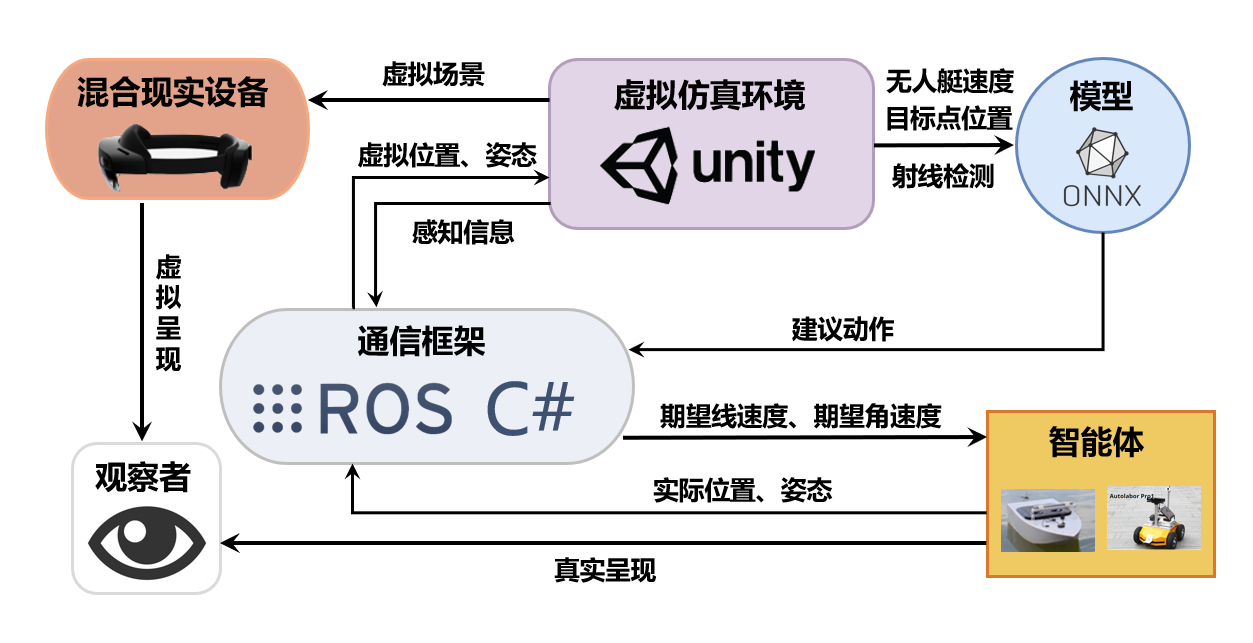 混合现实设备
虚拟场景
虚拟仿真环境
unity
无人艇速度
目标点位置
射线检测
模型
ONNX
虚拟位置、姿态
感知信息
虚拟呈现
建议动作
通信框架
ROS C#
期望线速度、期望角速度
智能体
Autolabor Pro1
实际位置、姿态
观察者
真实呈现